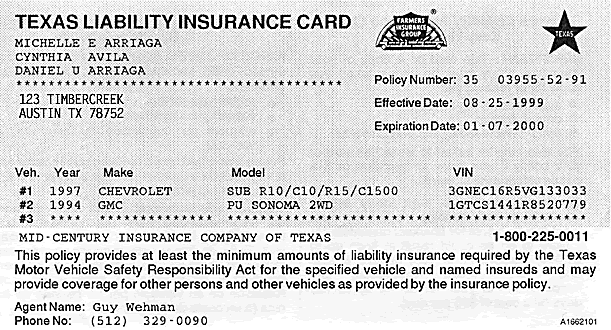 TEXAS LIABILITY INSURANCE CARD
FARMERS
INSURANCE
GROUP
®
TEXAS
MICHELLE E ARRIAGA
CYNTHIA AVILA
DANIEL U ARRIAGA
****************************************
123 TIMBERCREEK
AUSTIN TX 78752
Policy Number: 35 03955-52-91
Effective Date: 08-25-1999
Expiration Date: 01-07-2000
Veh. Year Make Model VIN
#1 1997 CHEVROLET SUB R10/C10/R15/C1500 3GNEC16R5VG133033
#2 1994 GMC PU SONOMA 2WD 1GTCS1441R8520779
#3 **** ************** ************************* *****************
MID-CENTURY INSURANCE COMPANY OF TEXAS 1-800-225-0011
This policy provides at least the minimum amounts of liability insurance required by the Texas
Motor Vehicle Safety Responsibility Act for the specified vehicle and named insureds and may
provide coverage for other persons and other vehicles as provided by the insurance policy.
Agent Name: Guy Wehman
Phone No: (512) 329-0090
A1662101